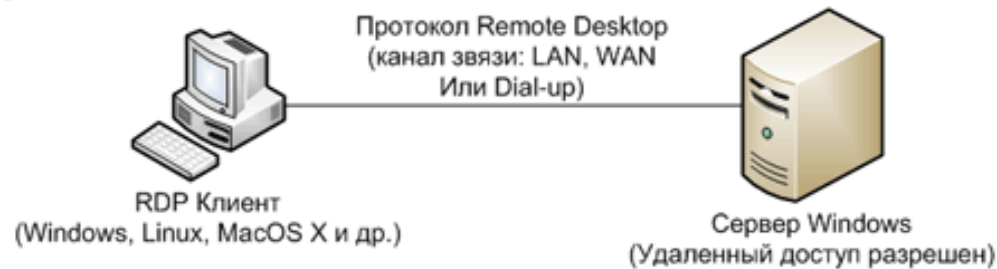 Протокол Remote Desktop
(канал звязи: LAN, WAN
Или Dial-up)
RDP Клиент
(Windows, Linux, MacOS X и др.)
Сервер Windows
(Удаленный доступ разрешен)